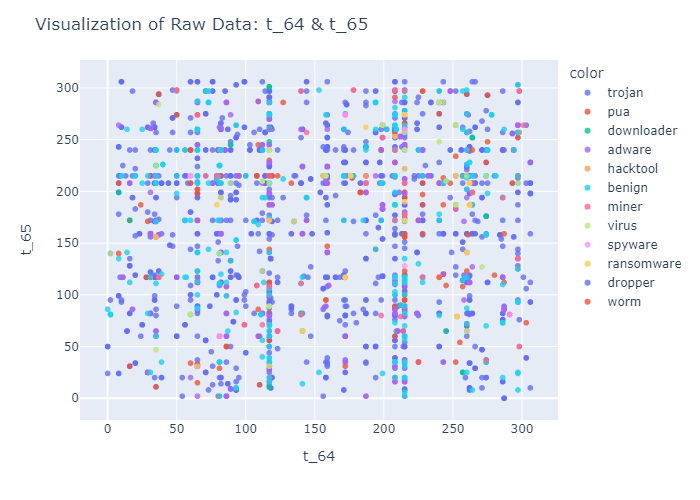 Visualization of Raw Data: t_64 & t_65
color
trojan
pua
downloader
adware
hacktool
benign
miner
virus
spyware
ransomware
dropper
worm
300
250
200
150
100
50
0
t_65
0 50 100 150 200 250 300
t_64